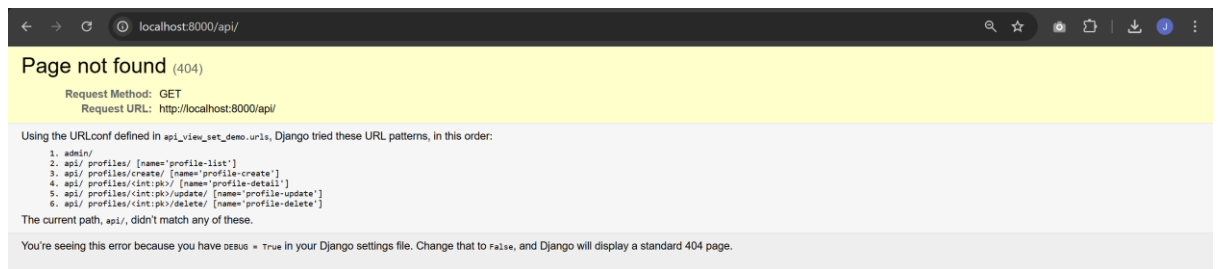 localhost:8000/api/
J
Page not found (404)
Request Method: GET
Request URL: http://localhost:8000/api/
Using the URLconf defined in api_view_set_demo.urls, Django tried these URL patterns, in this order:
1. admin/
2. api/ profiles/ [name='profile-list']
3. api/ profiles/create/ [name='profile-create']
4. api/ profiles/<int:pk>/ [name='profile-detail']
5. api/ profiles/<int:pk>/update/ [name='profile-update']
6. api/ profiles/<int:pk>/delete/ [name='profile-delete']
The current path, api/, didn't match any of these.
You're seeing this error because you have DEBUG = True in your Django settings file. Change that to False, and Django will display a standard 404 page.